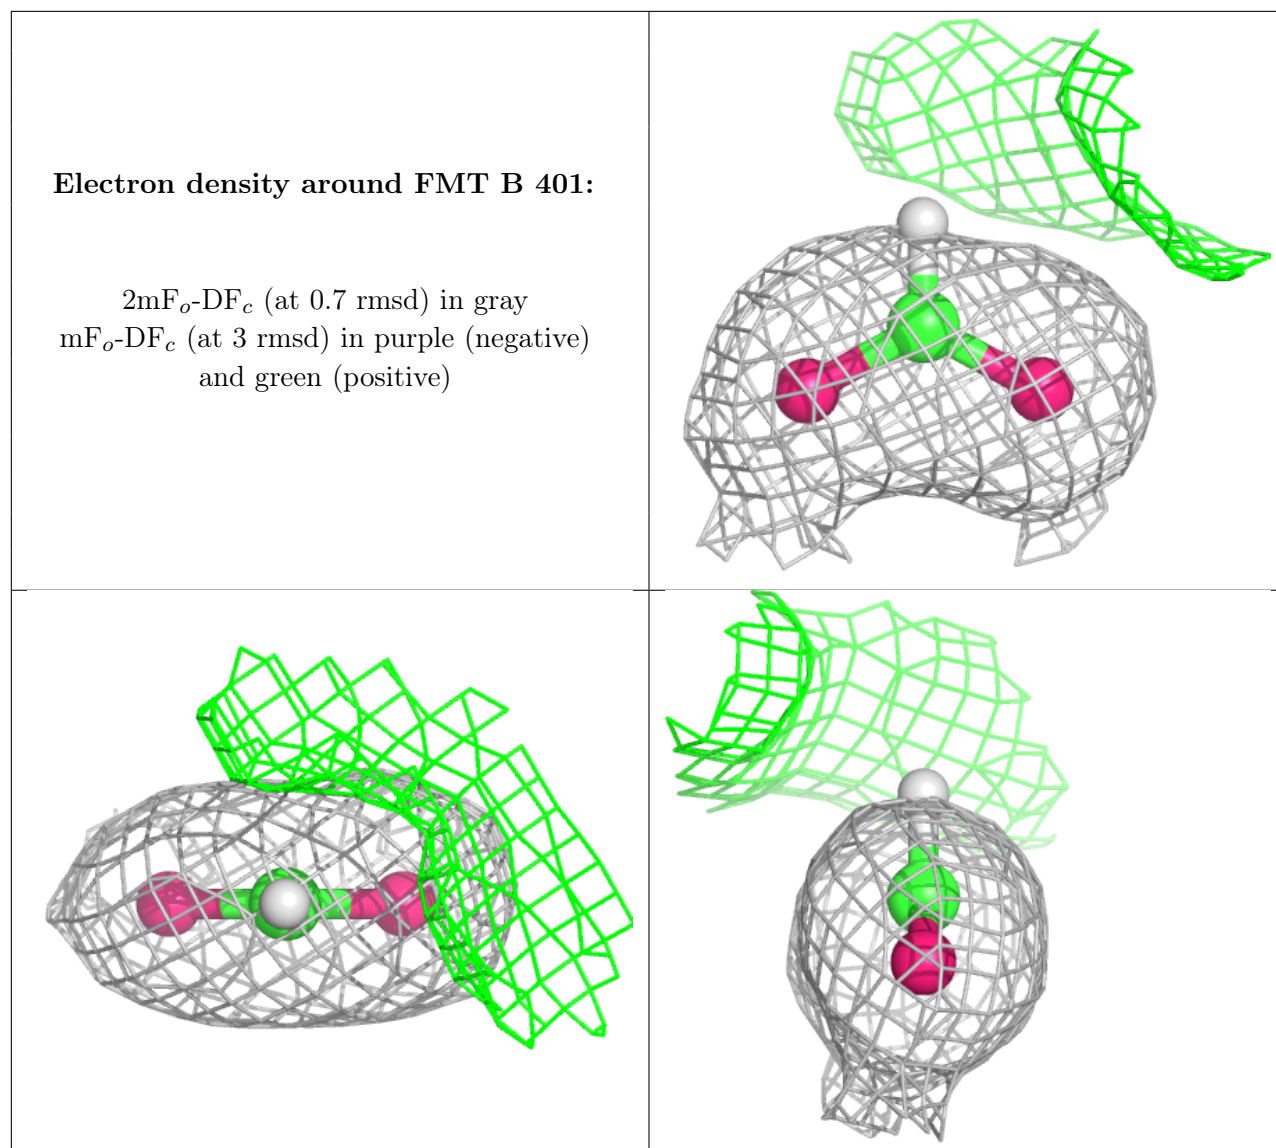 Electron density around FMT B 401:
2mFo-DFc (at 0.7 rmsd) in gray
mFo-DFc (at 3 rmsd) in purple (negative)
and green (positive)